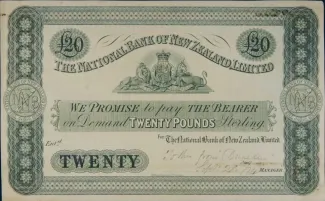 £20 £20
THE NATIONAL BANK OF NEW ZEALAND, LIMITED
WE PROMISE to pay THE BEARER
on Demand TWENTY POUNDS Sterling.
For The National Bank of New Zealand Limited.
Entd
TWENTY
MANAGER